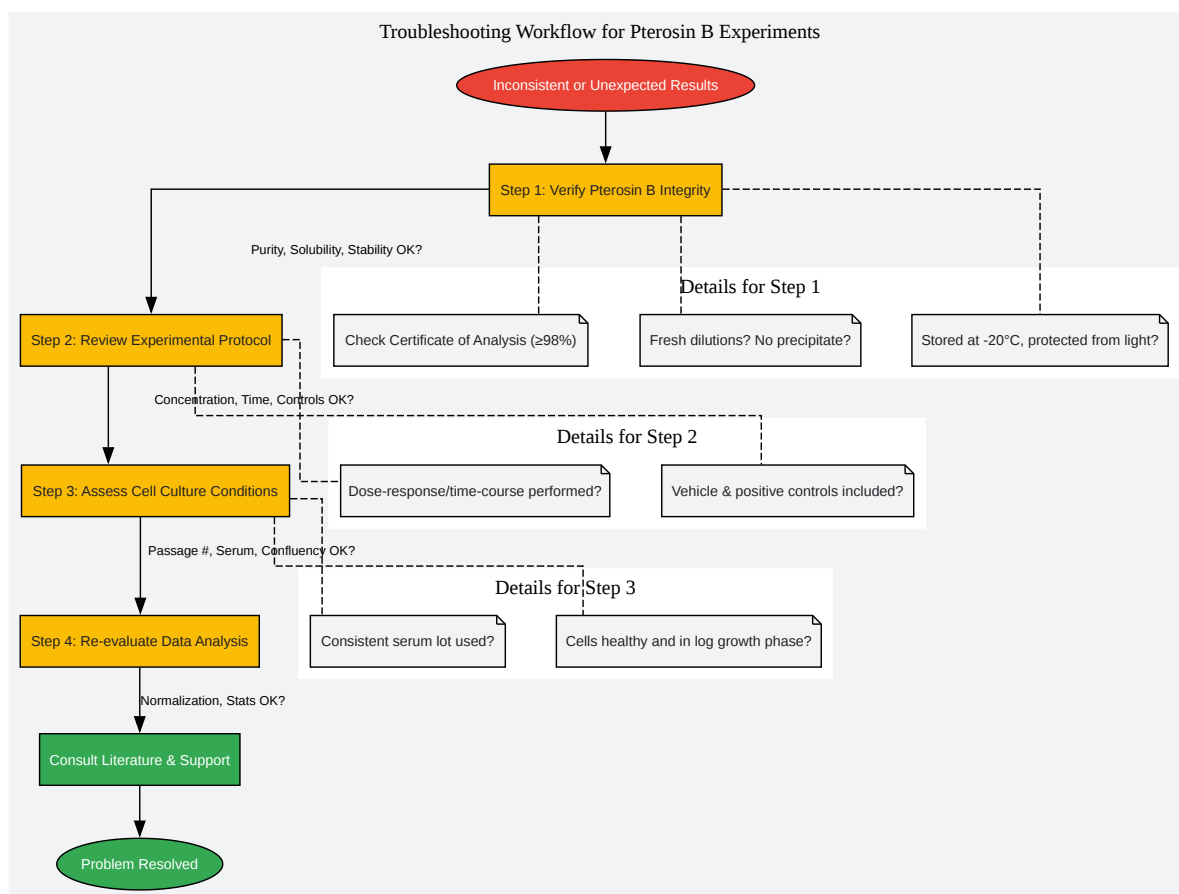 Troubleshooting Workflow for Pterosin B Experiments
Inconsistent or Unexpected Results
Step 1: Verify Pterosin B Integrity
Purity, Solubility, Stability OK?
Details for Step 1
Step 2: Review Experimental Protocol
Check Certificate of Analysis (≥98%)
Fresh dilutions? No precipitate?
Stored at -20°C, protected from light?
Concentration, Time, Controls OK?
Details for Step 2
Step 3: Assess Cell Culture Conditions
Dose-response/time-course performed?
Vehicle & positive controls included?
Passage #, Serum, Confluency OK?
Details for Step 3
Step 4: Re-evaluate Data Analysis
Consistent serum lot used?
Cells healthy and in log growth phase?
Normalization, Stats OK?
Consult Literature & Support
Problem Resolved